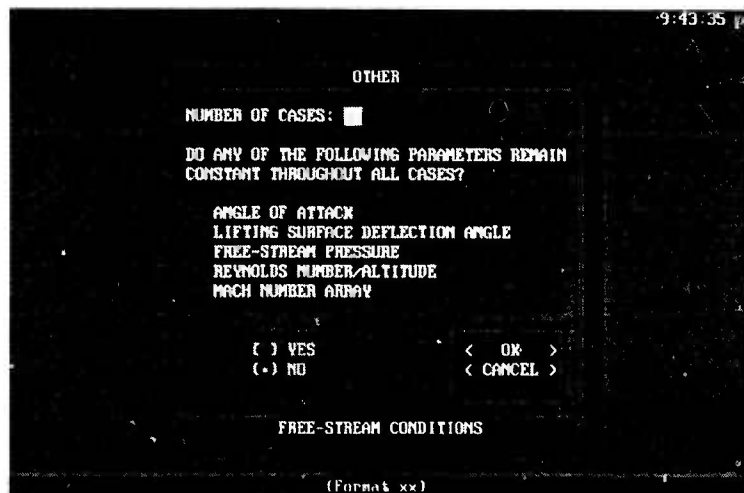 9:43:35 p
OTHER
NUMBER OF CASES:
DO ANY OF THE FOLLOWING PARAMETERS REMAIN
CONSTANT THROUGHOUT ALL CASES?
ANGLE OF ATTACK
LIFTING SURFACE DEFLECTION ANGLE
FREE-STREAM PRESSURE
REYNOLDS NUMBER/ALTITUDE
MACH NUMBER ARRAY
( ) YES < OK >
(•) NO < CANCEL >
FREE-STREAM CONDITIONS
(Format xx)